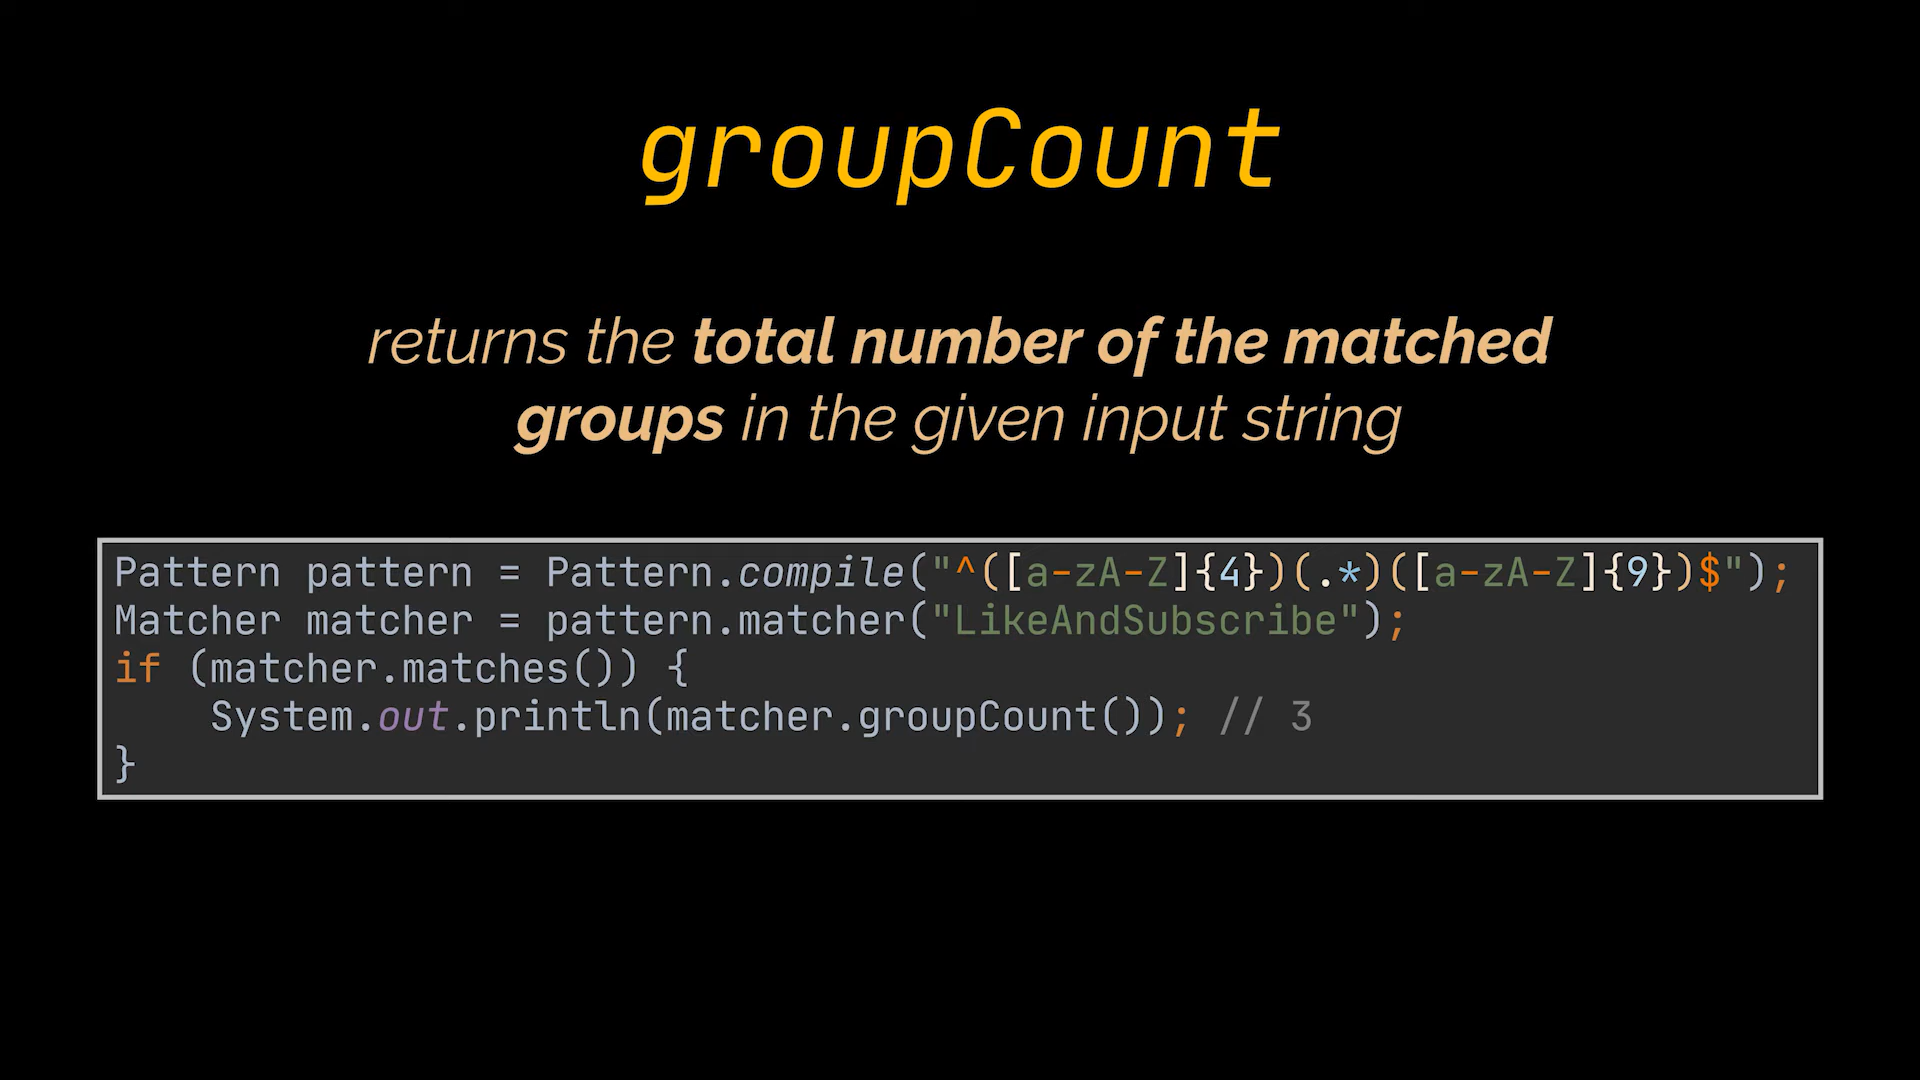 groupCount
returns the total number of the matched
groups in the given input string
Pattern pattern = Pattern.compile("^([a-zA-Z]{4})(.*)([a-zA-Z]{9})$");
Matcher matcher = pattern.matcher("LikeAndSubscribe");
if (matcher.matches()) {
    System.out.println(matcher.groupCount()); // 3
}